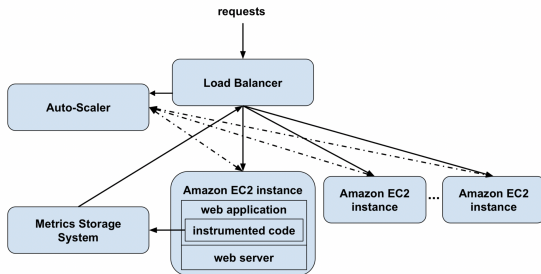 requests
Load Balancer
Auto-Scaler
Amazon EC2 instance
web application
instrumented code
web server
Amazon EC2
instance
...
Amazon EC2
instance
Metrics Storage
System